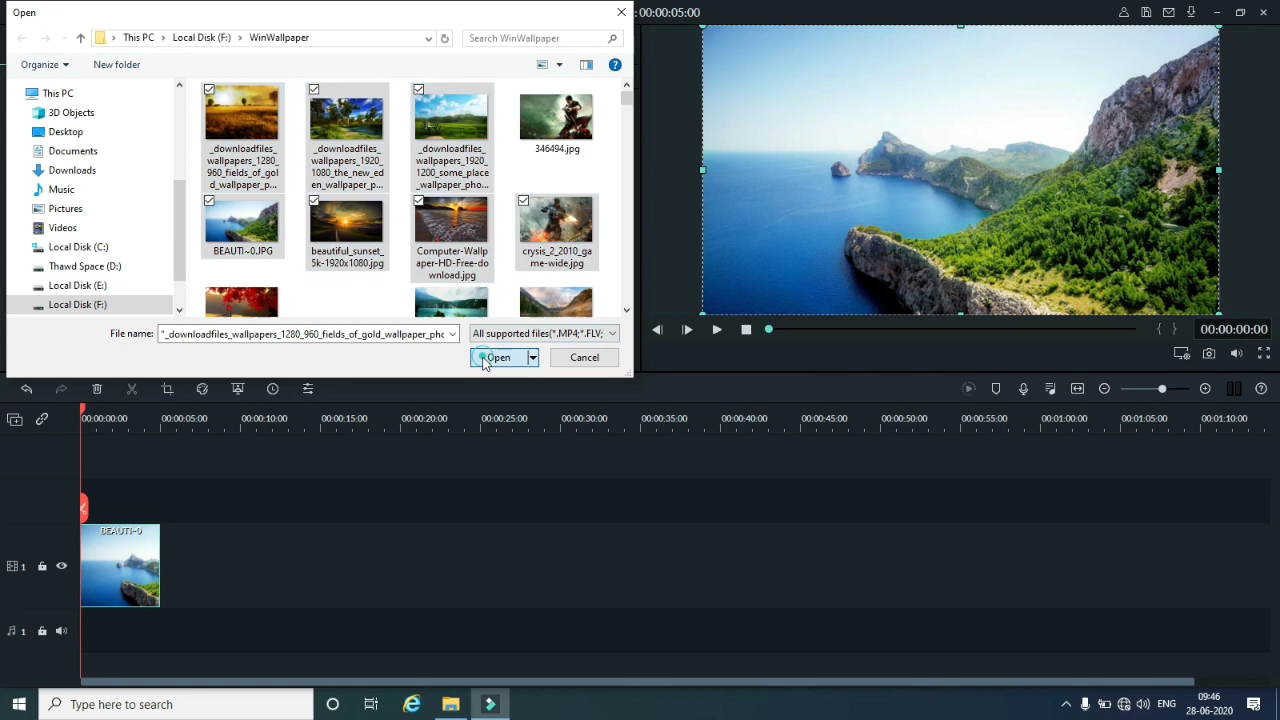 Open
: 00:00:05:00
This PC
Local Disk (F:)
WinWallpaper
Search WinWallpaper
Organize
New folder
This PC
3D Objects
Desktop
Documents
Downloads
Music
Pictures
Videos
Local Disk (C:)
Thawd Space (D:)
Local Disk (E:)
Local Disk (F:)
_downloadfiles_wallpapers_1280_960_fields_of_gold_wallpaper_p...
_downloadfiles_wallpapers_1920_1080_the_new_eden_wallpaper_p...
_downloadfiles_wallpapers_1920_1200_some_place_wallpaper_pho...
346494.jpg
BEAUTI~0.JPG
beautiful_sunset_5k-1920x1080.jpg
Computer-Wallpaper-HD-Free-download.jpg
crysis_2_2010_game-wide.jpg
File name:
"_downloadfiles_wallpapers_1280_960_fields_of_gold_wallpaper_phc
All supported files(*.MP4;*.FLV;
Open
Cancel
00:00:00:00
00:00:00:00
00:00:05:00
00:00:10:00
00:00:15:00
00:00:20:00
00:00:25:00
00:00:30:00
00:00:35:00
00:00:40:00
00:00:45:00
00:00:50:00
00:00:55:00
00:01:00:00
00:01:05:00
00:01:10:00
BEAUTI~0
1
1
Type here to search
ENG
09:46
28-06-2020